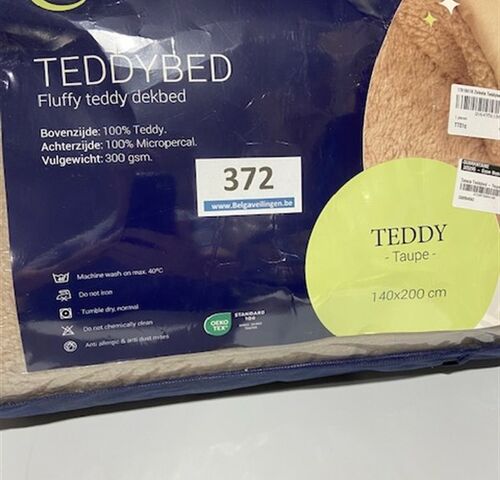 TEDDYBED
Fluffy teddy dekbed
Bovenzijde: 100% Teddy.
Achterzijde: 100% Micropercal.
Vulgewicht: 300 gsm.
372
www.Belgaveilingen.be
TEDDY
- Taupe -
140x200 cm
Machine wash on max. 40°C
Do not iron
Tumble dry, normal
Do not chemically clean
Anti allergic & anti dust mites
OEKO
TEX®
STANDARD
100